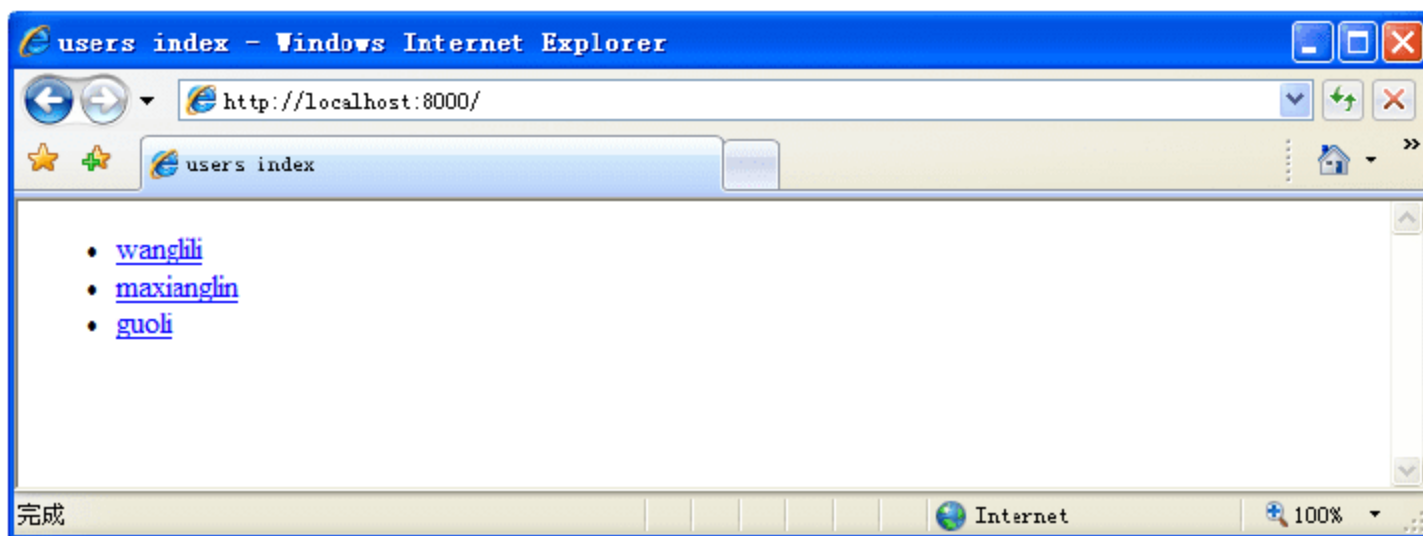 users index - Windows Internet Explorer
http://localhost:8000/
users index
wanglili
maxianglin
guoli
完成 Internet 100%